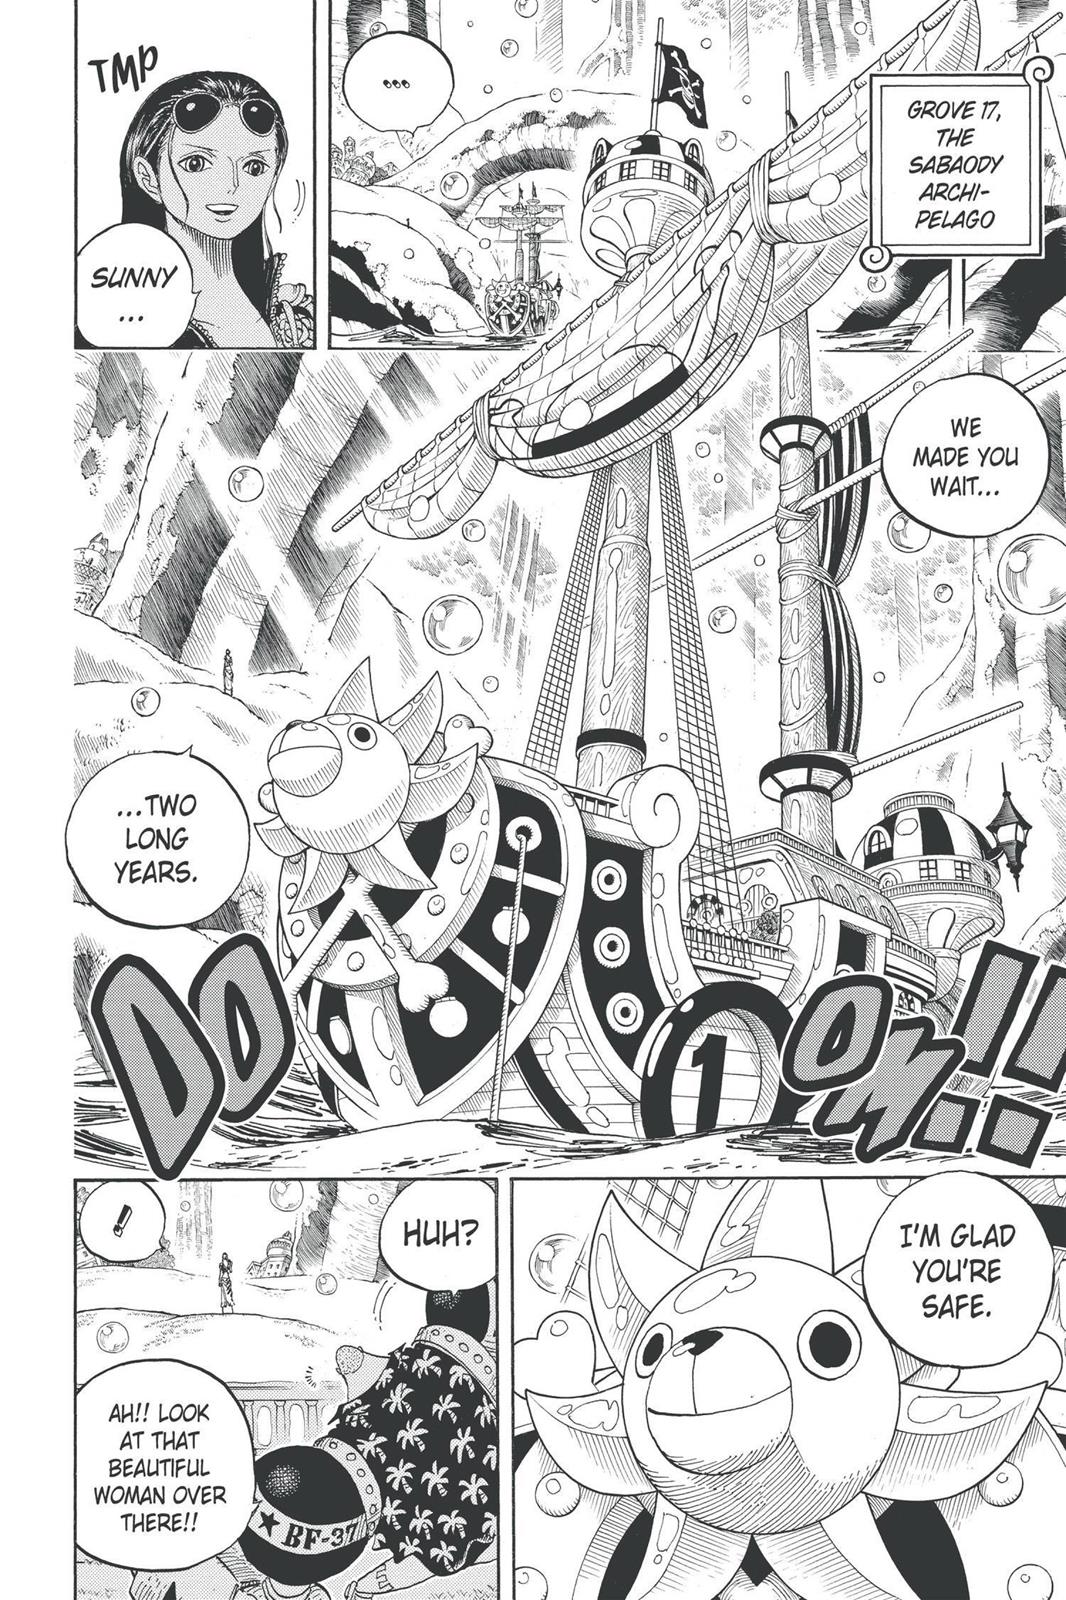 GROVE 17,
THE
SABAODY
ARCHI-
PELAGO
...
TMP
SUNNY
...
WE
MADE YOU
WAIT...
...TWO
LONG
YEARS.
DOOM!!
1
I'M GLAD
YOU'RE
SAFE.
HUH?
!
AH!! LOOK
AT THAT
BEAUTIFUL
WOMAN OVER
THERE!!
BF-37